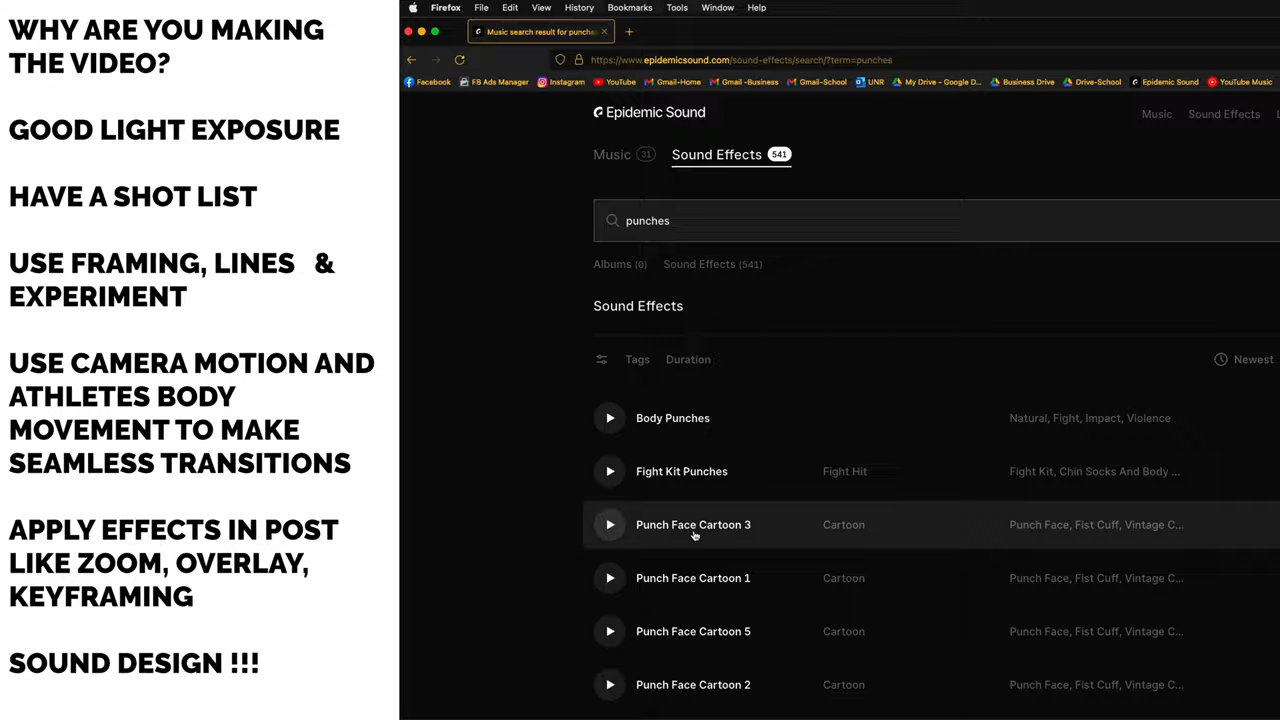 WHY ARE YOU MAKING
THE VIDEO?
GOOD LIGHT EXPOSURE
HAVE A SHOT LIST
USE FRAMING, LINES &
EXPERIMENT
USE CAMERA MOTION AND
ATHLETES BODY
MOVEMENT TO MAKE
SEAMLESS TRANSITIONS
APPLY EFFECTS IN POST
LIKE ZOOM, OVERLAY,
KEYFRAMING
SOUND DESIGN !!!
Firefox File Edit View History Bookmarks Tools Window Help
Music search result for punches
https://www.epidemicsound.com/sound-effects/search/?term=punches
Facebook FB Ads Manager Instagram YouTube Gmail-Home Gmail -Business Gmail-School UNR My Drive - Google D... Business Drive Drive-School Epidemic Sound YouTube Music
Epidemic Sound
Music Sound Effects
Music 31 Sound Effects 541
punches
Albums (0) Sound Effects (541)
Sound Effects
Tags Duration Newest
Body Punches Natural, Fight, Impact, Violence
Fight Kit Punches Fight Hit Fight Kit, Chin Socks And Body ...
Punch Face Cartoon 3 Cartoon Punch Face, Fist Cuff, Vintage C...
Punch Face Cartoon 1 Cartoon Punch Face, Fist Cuff, Vintage C...
Punch Face Cartoon 5 Cartoon Punch Face, Fist Cuff, Vintage C...
Punch Face Cartoon 2 Cartoon Punch Face, Fist Cuff, Vintage C...